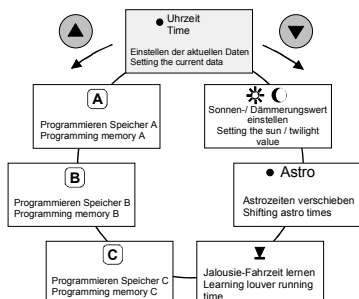 Uhrzeit
Time
Einstellen der aktuellen Daten
Setting the current data
A
Programmieren Speicher A
Programming memory A
Sonnen-/ Dämmerungswert
einstellen
Setting the sun / twilight
value
B
Programmieren Speicher B
Programming memory B
Astro
Astrozeiten verschieben
Shifting astro times
C
Programmieren Speicher C
Programming memory C
Jalousie-Fahrzeit lernen
Learning louver running
time